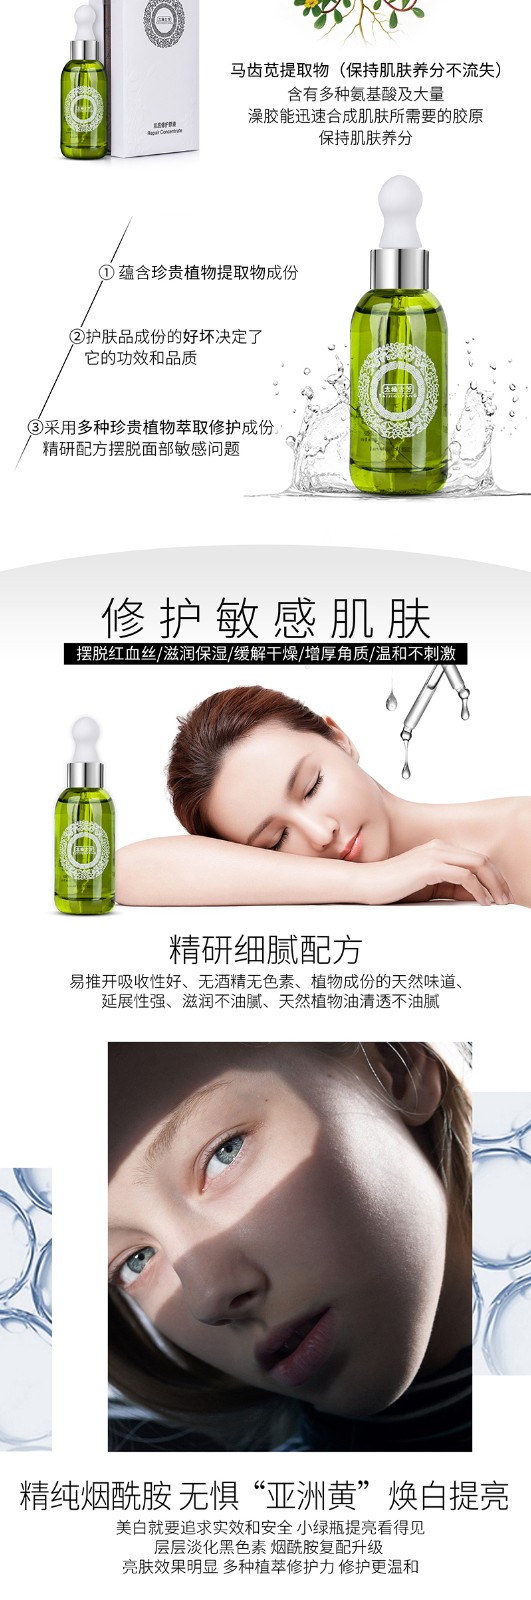 肌底修护原液
Repair Concentrate
马齿苋提取物（保持肌肤养分不流失）
含有多种氨基酸及大量
澡胶能迅速合成肌肤所需要的胶原
保持肌肤养分
① 蕴含珍贵植物提取物成份
②护肤品成份的好坏决定了
它的功效和品质
③采用多种珍贵植物萃取修护成份
精研配方摆脱面部敏感问题
修护敏感肌肤
摆脱红血丝/滋润保湿/缓解干燥/增厚角质/温和不刺激
精研细腻配方
易推开吸收性好、无酒精无色素、植物成份的天然味道、
延展性强、滋润不油腻、天然植物油清透不油腻
精纯烟酰胺 无惧“亚洲黄” 焕白提亮
美白就要追求实效和安全 小绿瓶提亮看得见
层层淡化黑色素 烟酰胺复配升级
亮肤效果明显 多种植萃修护力 修护更温和